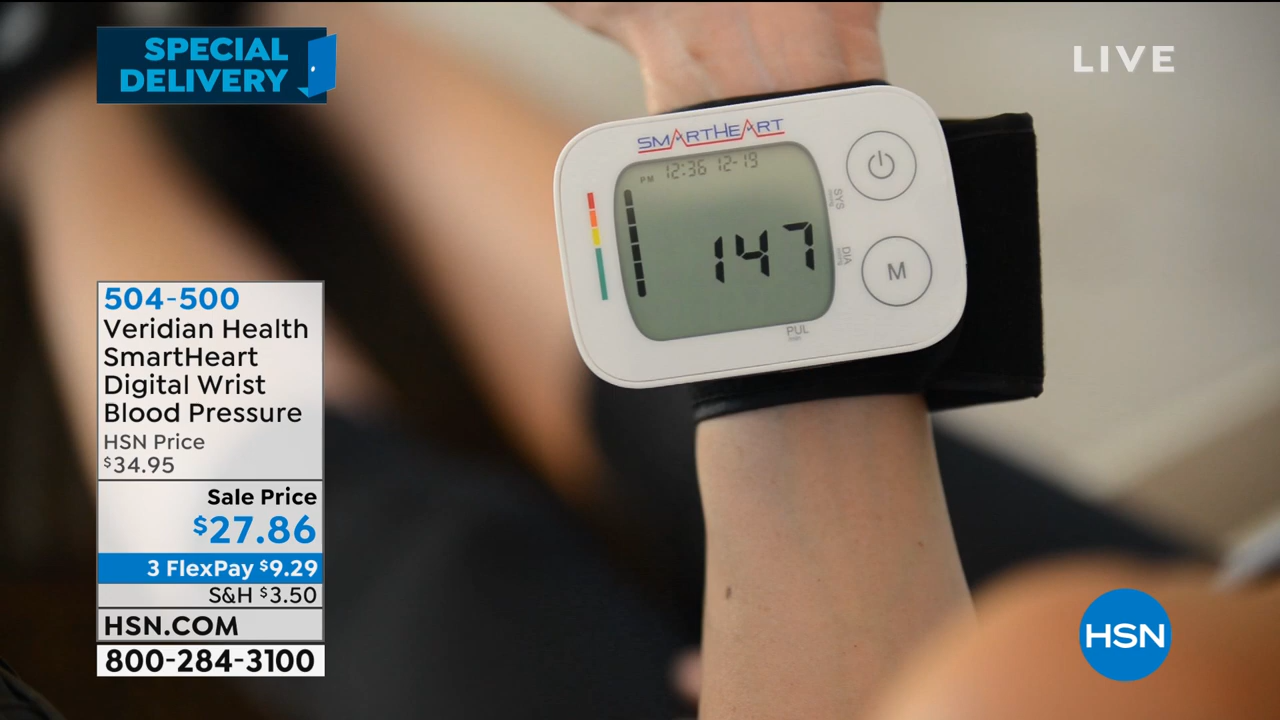 SPECIAL
DELIVERY
LIVE
SMARTHEART
PM 12:36 12-19
SYS
147
DIA
M
PUL
504-500
Veridian Health
SmartHeart
Digital Wrist
Blood Pressure
HSN Price
$34.95
Sale Price
$27.86
3 FlexPay $9.29
S&H $3.50
HSN.COM
800-284-3100
HSN